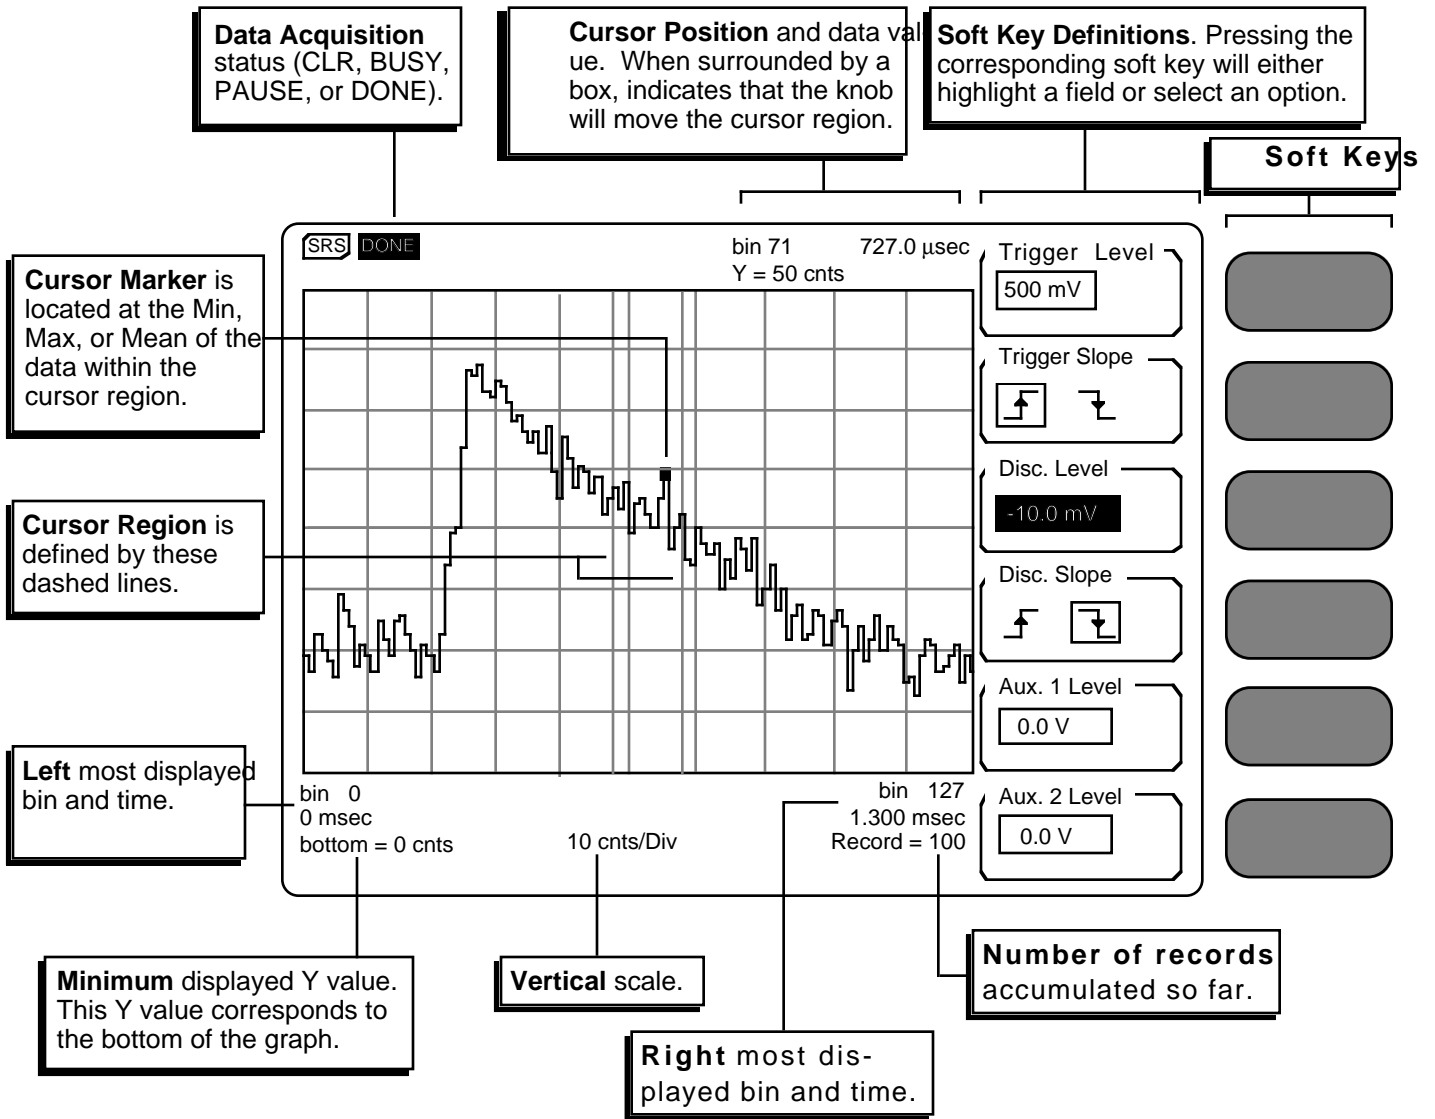 Data Acquisition
status (CLR, BUSY,
PAUSE, or DONE).
Cursor Position and data val
ue. When surrounded by a
box, indicates that the knob
will move the cursor region.
Soft Key Definitions. Pressing the
corresponding soft key will either
highlight a field or select an option.
Soft Keys
Cursor Marker is
located at the Min,
Max, or Mean of the
data within the
cursor region.
Cursor Region is
defined by these
dashed lines.
Left most displayed
bin and time.
SRS DONE
bin 71 727.0 µsec
Y = 50 cnts
Trigger Level
500 mV
Trigger Slope
Disc. Level
-10.0 mV
Disc. Slope
Aux. 1 Level
0.0 V
Aux. 2 Level
0.0 V
bin 0
0 msec
bottom = 0 cnts
10 cnts/Div
bin 127
1.300 msec
Record = 100
Minimum displayed Y value.
This Y value corresponds to
the bottom of the graph.
Vertical scale.
Right most dis-
played bin and time.
Number of records
accumulated so far.